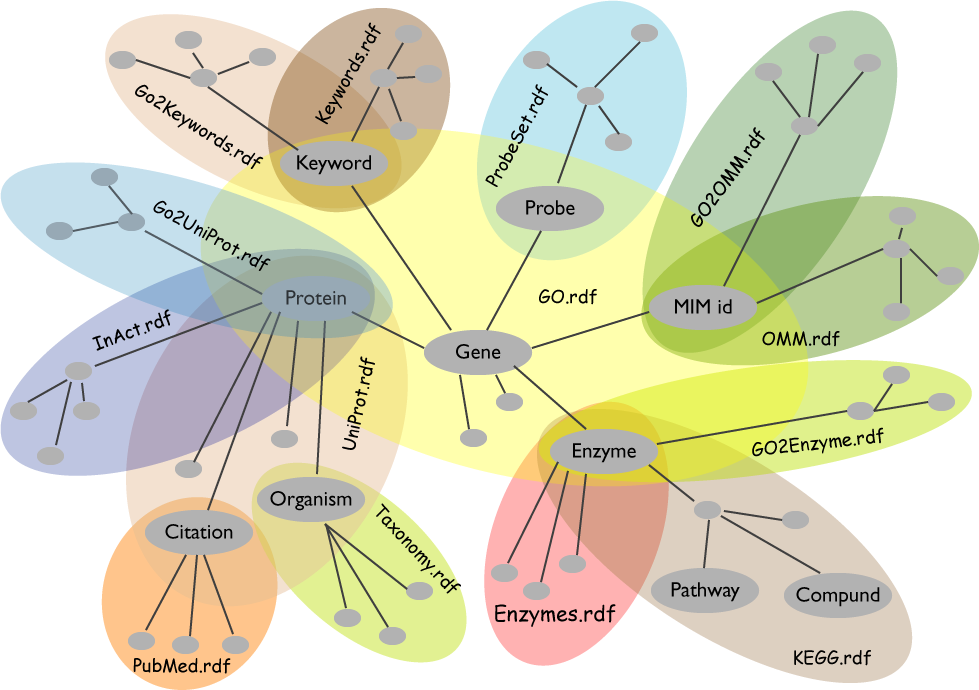 Go2Keywords.rdf
Keywords.rdf
Keyword
ProbeSet.rdf
Probe
GO2OMM.rdf
MIM id
OMM.rdf
Go2UniProt.rdf
Protein
InAct.rdf
GO.rdf
Gene
UniProt.rdf
Enzyme
GO2Enzyme.rdf
Organism
Citation
Taxonomy.rdf
Enzymes.rdf
Pathway
Compund
KEGG.rdf
PubMed.rdf